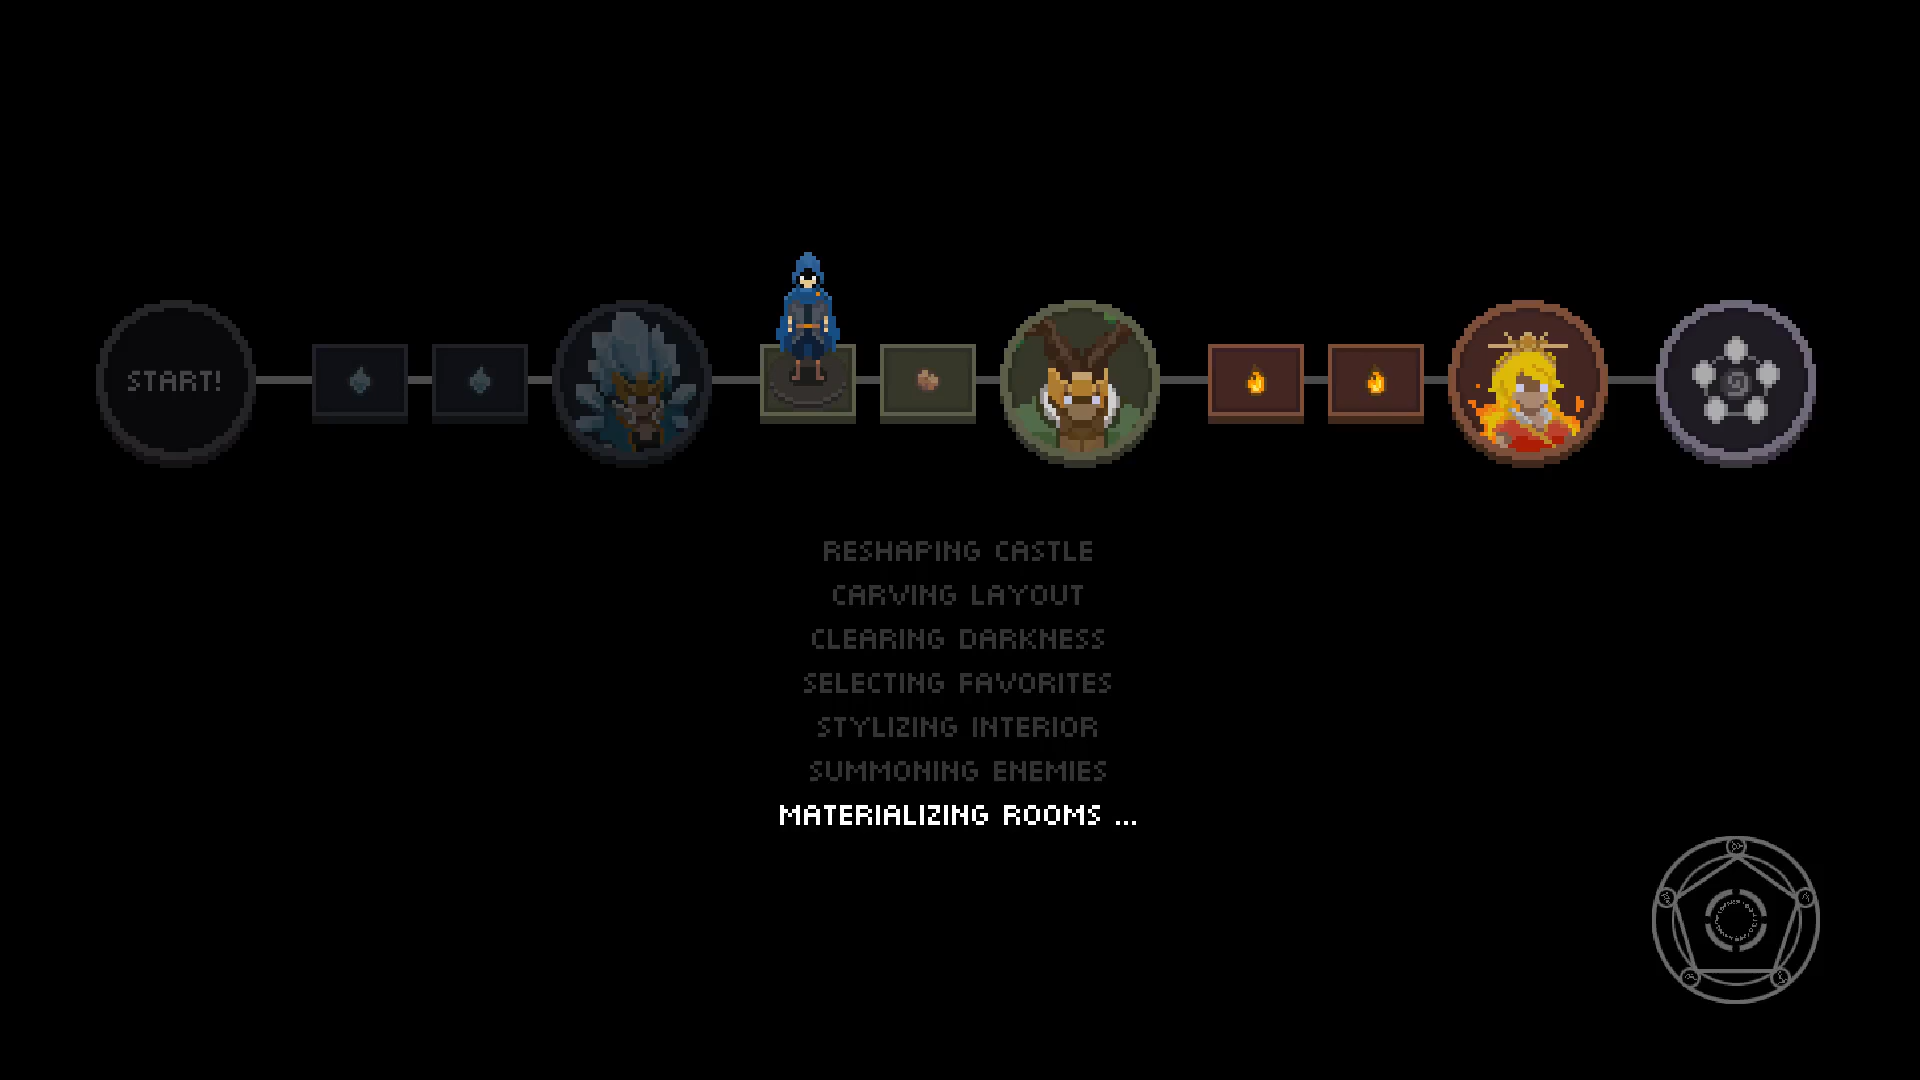 START!
RESHAPING CASTLE
CARVING LAYOUT
CLEARING DARKNESS
SELECTING FAVORITES
STYLIZING INTERIOR
SUMMONING ENEMIES
MATERIALIZING ROOMS ...